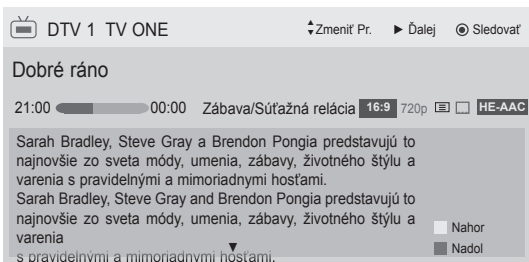 DTV 1 TV ONE Zmeniť Pr. ► Ďalej Sledovať
Dobré ráno
21:00 00:00 Zábava/Súťažná relácia 16:9 720p HE-AAC
Sarah Bradley, Steve Gray a Brendon Pongia predstavujú to
najnovšie zo sveta módy, umenia, zábavy, životného štýlu a
varenia s pravidelnými a mimoriadnymi hosťami.
Sarah Bradley, Steve Gray and Brendon Pongia predstavujú to
najnovšie zo sveta módy, umenia, zábavy, životného štýlu a
varenia
s pravidelnými a mimoriadnymi hosťami.
Nahor
Nadol